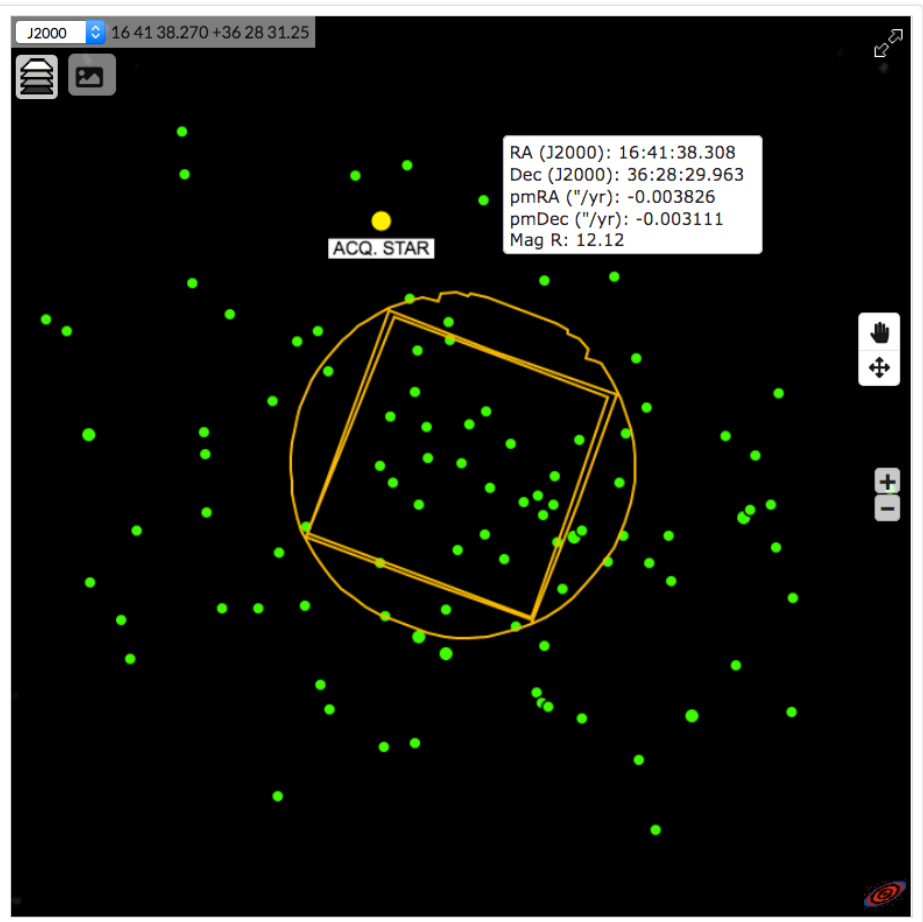 J2000 16 41 38.270 +36 28 31.25
RA (J2000): 16:41:38.308
Dec (J2000): 36:28:29.963
pmRA ("/yr): -0.003826
pmDec ("/yr): -0.003111
Mag R: 12.12
ACQ. STAR